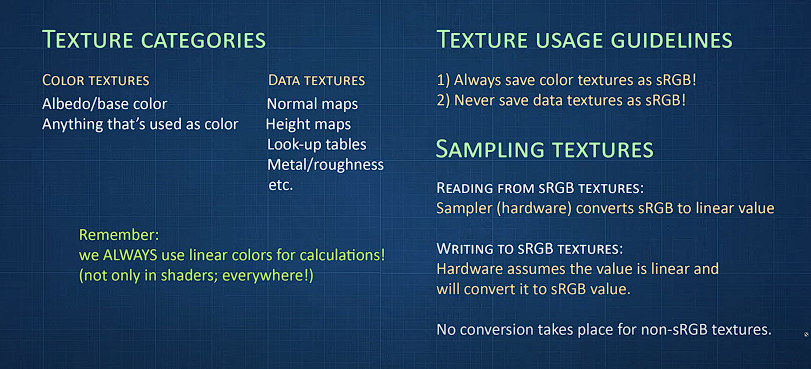 TEXTURE CATEGORIES
COLOR TEXTURES
Albedo/base color
Anything that's used as color
DATA TEXTURES
Normal maps
Height maps
Look-up tables
Metal/roughness
etc.
Remember:
we ALWAYS use linear colors for calculations!
(not only in shaders; everywhere!)
TEXTURE USAGE GUIDELINES
1) Always save color textures as sRGB!
2) Never save data textures as sRGB!
SAMPLING TEXTURES
READING FROM SRGB TEXTURES:
Sampler (hardware) converts sRGB to linear value
WRITING TO SRGB TEXTURES:
Hardware assumes the value is linear and
will convert it to sRGB value.
No conversion takes place for non-sRGB textures.